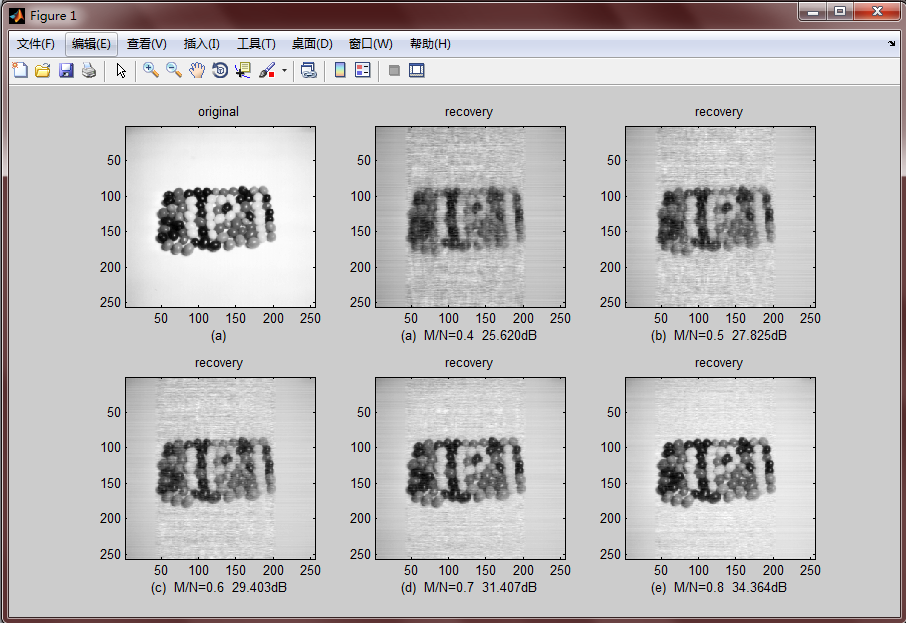 Figure 1
文件(F) 编辑(E) 查看(V) 插入(I) 工具(T) 桌面(D) 窗口(W) 帮助(H)
original recovery recovery
50 50 50
100 100 100
150 150 150
200 200 200
250 250 250
50 100 150 200 250 50 100 150 200 250 50 100 150 200 250
(a) (a) M/N=0.4 25.620dB (b) M/N=0.5 27.825dB
recovery recovery recovery
50 50 50
100 100 100
150 150 150
200 200 200
250 250 250
50 100 150 200 250 50 100 150 200 250 50 100 150 200 250
(c) M/N=0.6 29.403dB (d) M/N=0.7 31.407dB (e) M/N=0.8 34.364dB